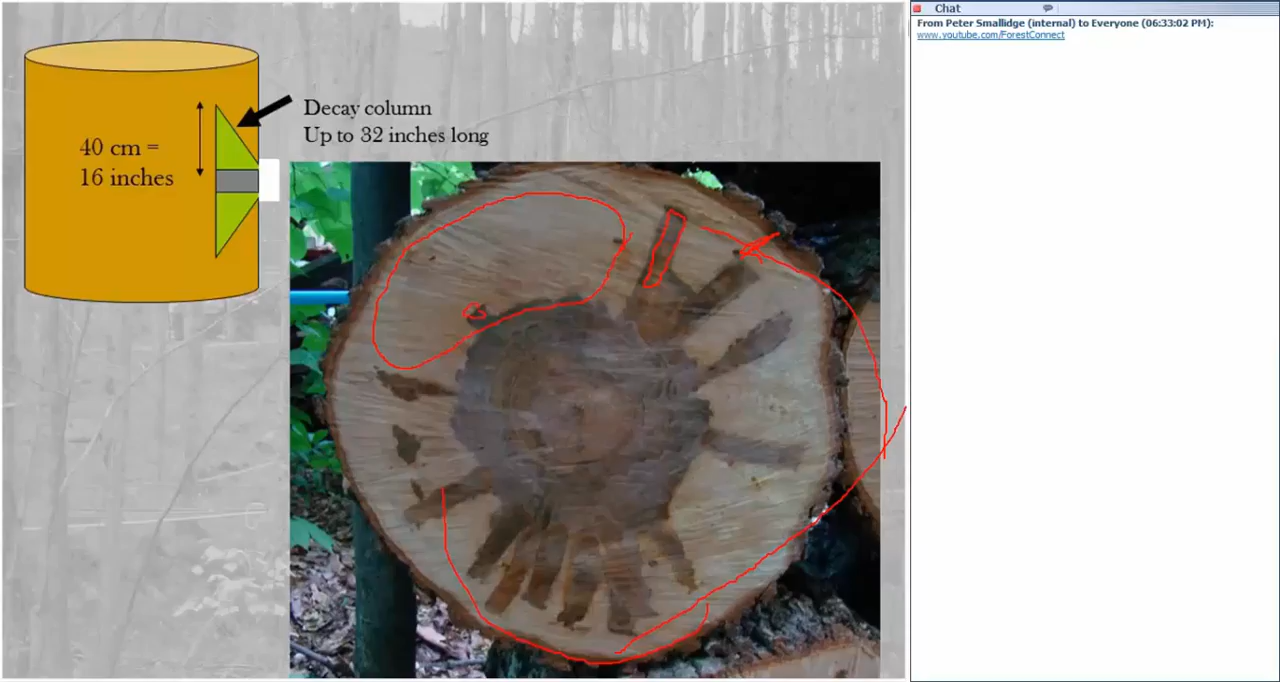 Decay column
Up to 32 inches long
40 cm =
16 inches
Chat
From Peter Smallidge (internal) to Everyone (06:33:02 PM):
www.youtube.com/ForestConnect